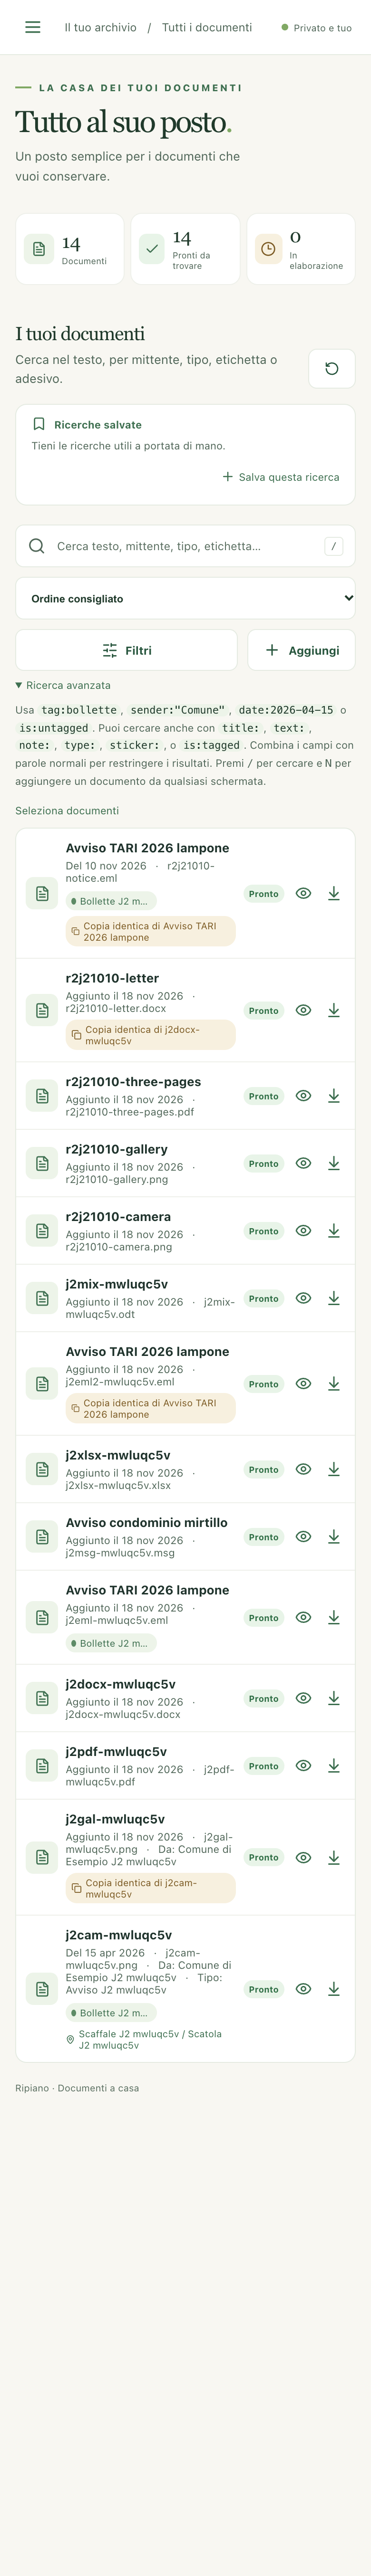 Il tuo archivio / Tutti i documenti
Privato e tuo
LA CASA DEI TUOI DOCUMENTI
Tutto al suo posto.
Un posto semplice per i documenti che
vuoi conservare.
14
Documenti
14
Pronti da
trovare
0
In
elaborazione
I tuoi documenti
Cerca nel testo, per mittente, tipo, etichetta o
adesivo.
Ricerche salvate
Tieni le ricerche utili a portata di mano.
+ Salva questa ricerca
Cerca testo, mittente, tipo, etichetta... /
Ordine consigliato
Filtri
+ Aggiungi
▼ Ricerca avanzata
Usa tag:bollette , sender:"Comune" , date:2026-04-15 o
is:untagged . Puoi cercare anche con title: , text: ,
note: , type: , sticker: , o is:tagged . Combina i campi con
parole normali per restringere i risultati. Premi / per cercare e N per
aggiungere un documento da qualsiasi schermata.
Seleziona documenti
Avviso TARI 2026 lampone
Del 10 nov 2026 · r2j21010-
notice.eml
Bollette J2 m...
Copia identica di Avviso TARI
2026 lampone
Pronto
r2j21010-letter
Aggiunto il 18 nov 2026 ·
r2j21010-letter.docx
Copia identica di j2docx-
mwluqc5v
Pronto
r2j21010-three-pages
Aggiunto il 18 nov 2026 ·
r2j21010-three-pages.pdf
Pronto
r2j21010-gallery
Aggiunto il 18 nov 2026 ·
r2j21010-gallery.png
Pronto
r2j21010-camera
Aggiunto il 18 nov 2026 ·
r2j21010-camera.png
Pronto
j2mix-mwluqc5v
Aggiunto il 18 nov 2026 · j2mix-
mwluqc5v.odt
Pronto
Avviso TARI 2026 lampone
Aggiunto il 18 nov 2026 ·
j2eml2-mwluqc5v.eml
Copia identica di Avviso TARI
2026 lampone
Pronto
j2xlsx-mwluqc5v
Aggiunto il 18 nov 2026 ·
j2xlsx-mwluqc5v.xlsx
Pronto
Avviso condominio mirtillo
Aggiunto il 18 nov 2026 ·
j2msg-mwluqc5v.msg
Pronto
Avviso TARI 2026 lampone
Aggiunto il 18 nov 2026 ·
j2eml-mwluqc5v.eml
Bollette J2 m...
Pronto
j2docx-mwluqc5v
Aggiunto il 18 nov 2026 ·
j2docx-mwluqc5v.docx
Pronto
j2pdf-mwluqc5v
Aggiunto il 18 nov 2026 · j2pdf-
mwluqc5v.pdf
Pronto
j2gal-mwluqc5v
Aggiunto il 18 nov 2026 · j2gal-
mwluqc5v.png · Da: Comune di
Esempio J2 mwluqc5v
Copia identica di j2cam-
mwluqc5v
Pronto
j2cam-mwluqc5v
Del 15 apr 2026 · j2cam-
mwluqc5v.png · Da: Comune di
Esempio J2 mwluqc5v · Tipo:
Avviso J2 mwluqc5v
Bollette J2 m...
Scaffale J2 mwluqc5v / Scatola
J2 mwluqc5v
Pronto
Ripiano · Documenti a casa